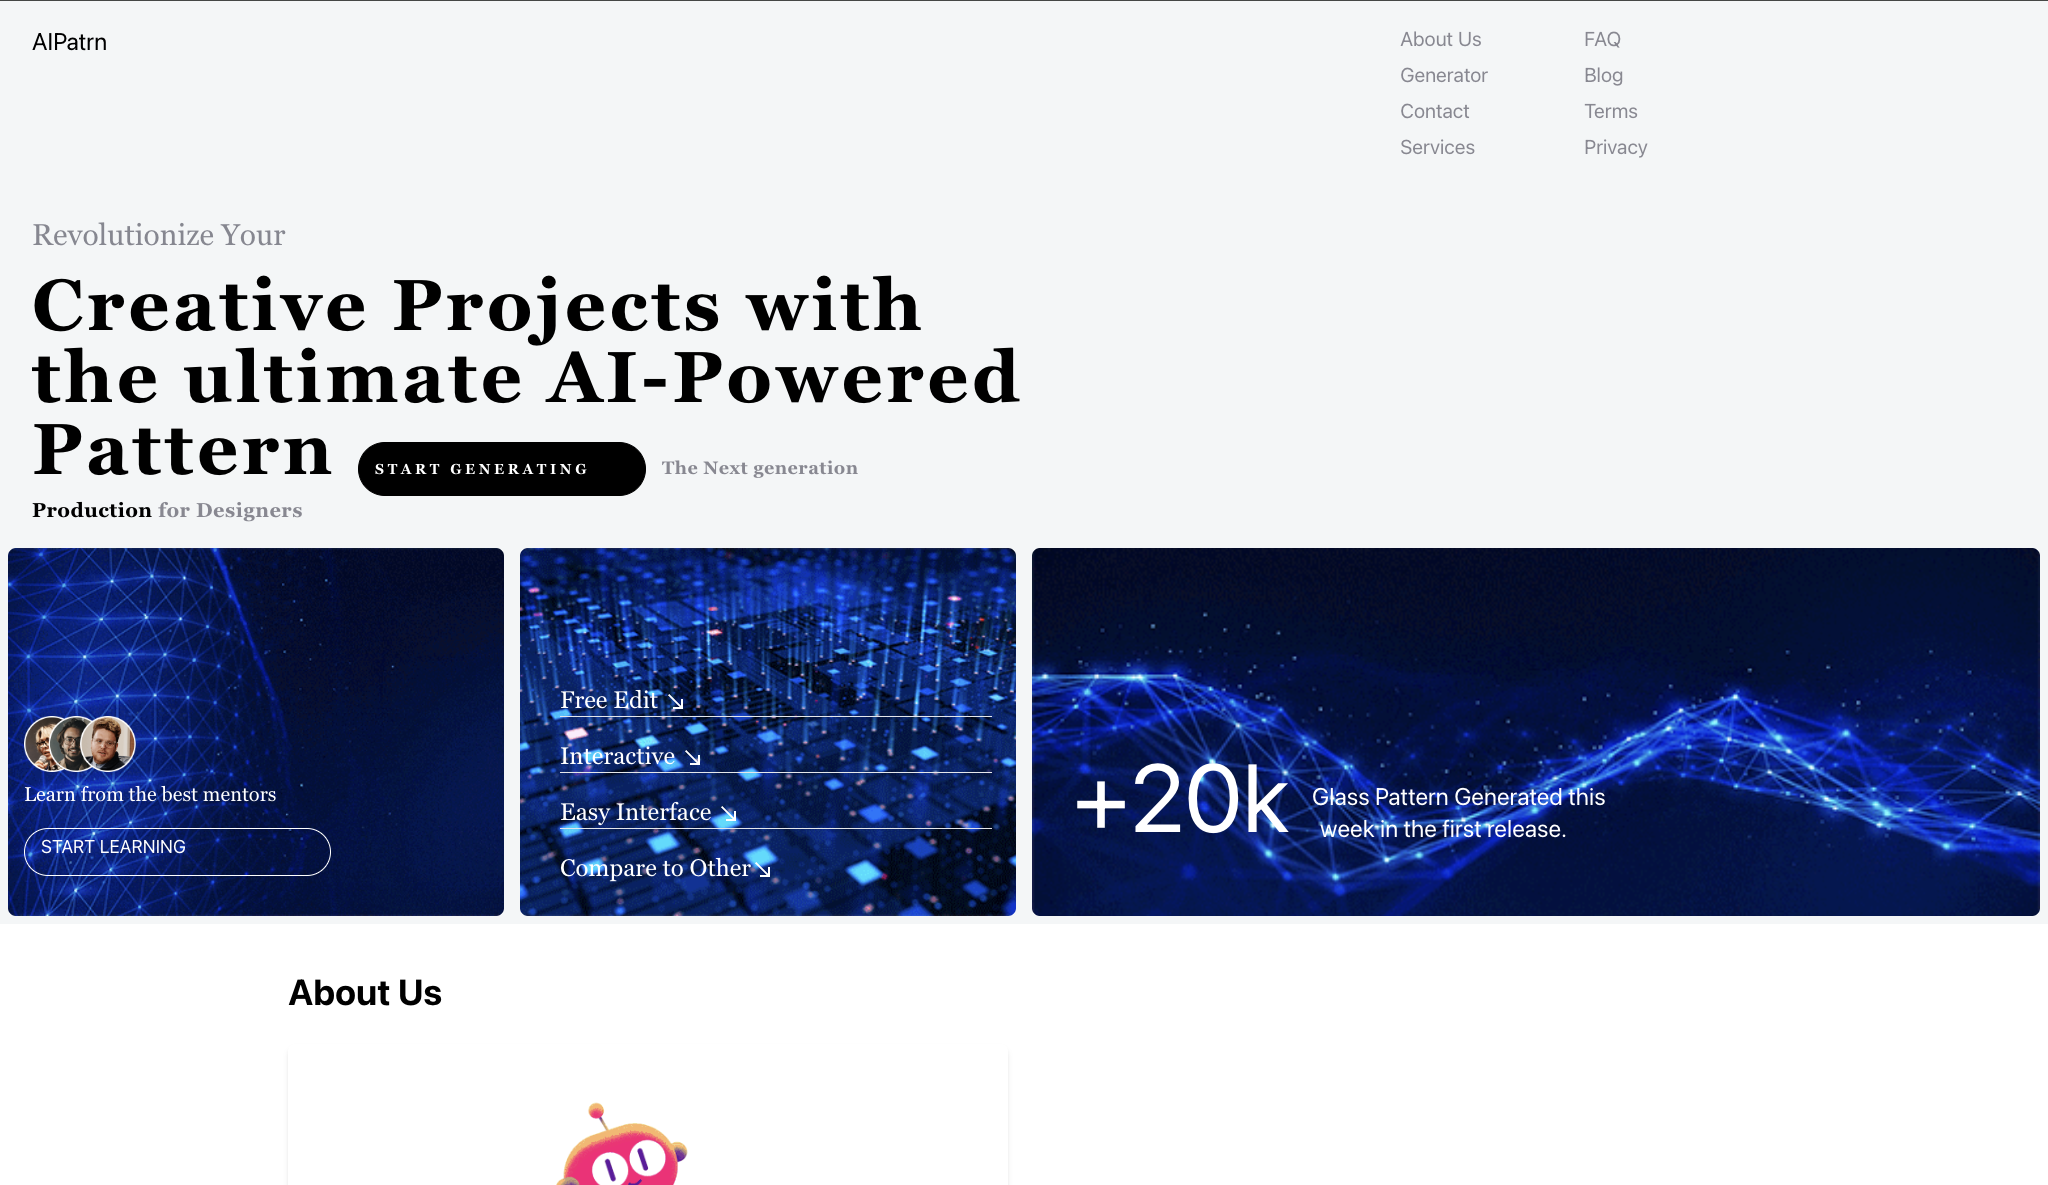 AIPatrn
About Us
Generator
Contact
Services
FAQ
Blog
Terms
Privacy
Revolutionize Your
Creative Projects with
the ultimate AI-Powered
Pattern START GENERATING The Next generation
Production for Designers
Learn from the best mentors
START LEARNING
Free Edit ↘
Interactive ↘
Easy Interface ↘
Compare to Other ↘
+20k
Glass Pattern Generated this
week in the first release.
About Us